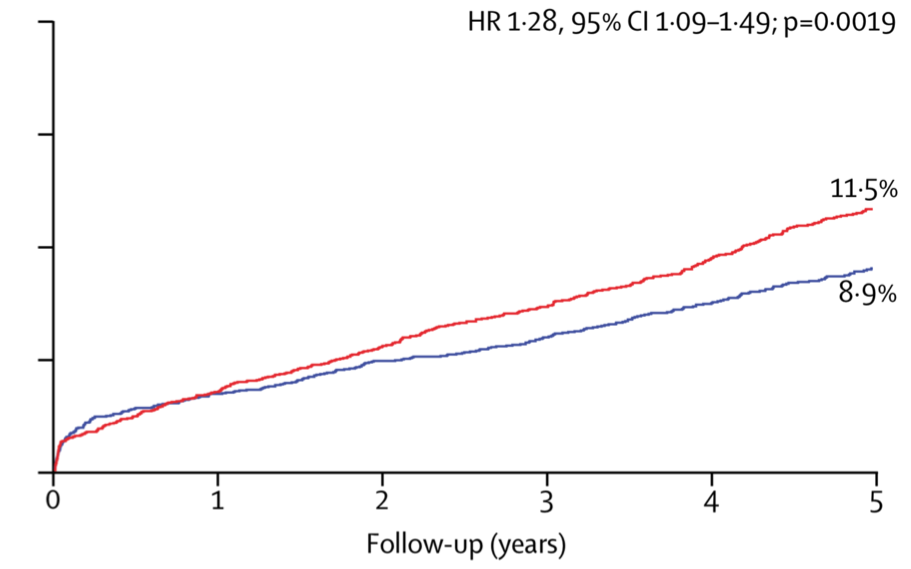 HR 1·28, 95% CI 1·09–1·49; p=0·0019
11·5%
8·9%
0 1 2 3 4 5
Follow-up (years)